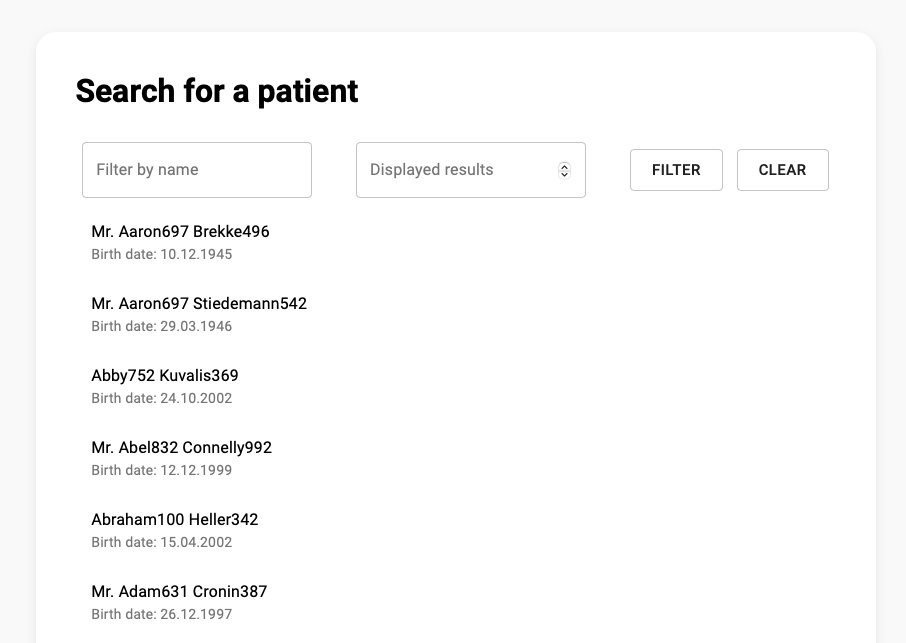 Search for a patient
Filter by name
Displayed results
FILTER
CLEAR
Mr. Aaron697 Brekke496
Birth date: 10.12.1945
Mr. Aaron697 Stiedemann542
Birth date: 29.03.1946
Abby752 Kuvalis369
Birth date: 24.10.2002
Mr. Abel832 Connelly992
Birth date: 12.12.1999
Abraham100 Heller342
Birth date: 15.04.2002
Mr. Adam631 Cronin387
Birth date: 26.12.1997